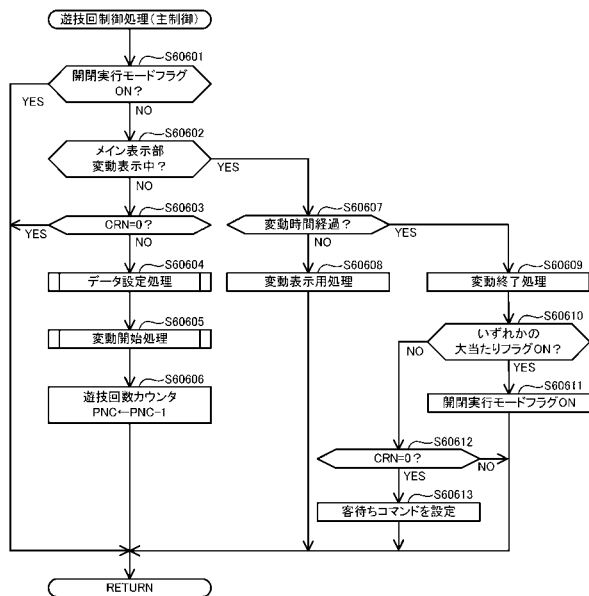 遊技回制御処理(主制御)
S60601
開閉実行モードフラグ
ON?
YES
NO
S60602
メイン表示部
変動表示中?
YES
NO
S60603
CRN=0?
YES
NO
S60607
変動時間経過?
YES
NO
S60604
データ設定処理
S60608
変動表示用処理
S60609
変動終了処理
S60605
変動開始処理
S60610
いずれかの
大当たりフラグON?
NO
YES
S60606
遊技回数カウンタ
PNC←PNC-1
S60611
開閉実行モードフラグON
S60612
CRN=0?
NO
YES
S60613
客待ちコマンドを設定
RETURN